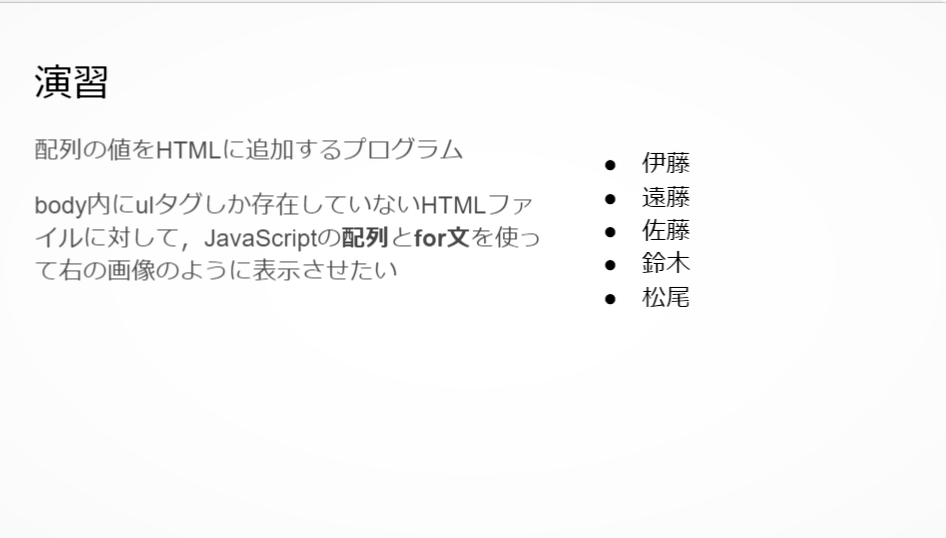 演習
配列の値をHTMLに追加するプログラム
body内にulタグしか存在していないHTMLファ
イルに対して，JavaScriptの配列とfor文を使っ
て右の画像のように表示させたい
● 伊藤
● 遠藤
● 佐藤
● 鈴木
● 松尾